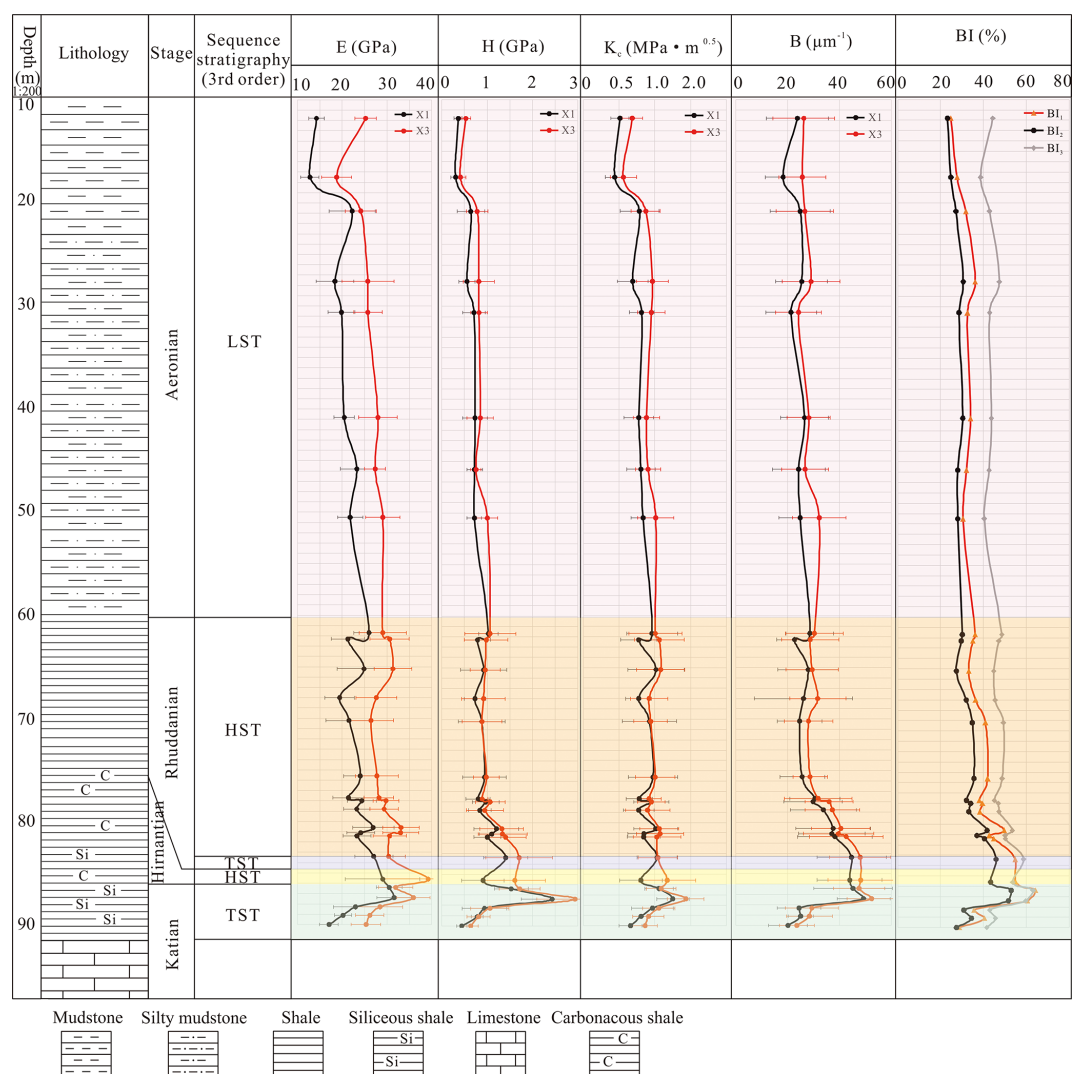 Depth
(m)
1:200
Lithology
Stage
Sequence
stratigraphy
(3rd order)
E (GPa)
10 20 30 40
H (GPa)
0 1 2 3
Kc (MPa • m 0.5)
0 0.5 1.0 2.0
B (μm-1)
0 20 40 60
BI (%)
0 20 40 60 80
X1
X3
X1
X3
X1
X3
X1
X3
BI1
BI2
BI3
10
20
30
40
50
60
70
80
90
Aeronian
Rhuddanian
Hirnantian
Katian
LST
HST
TST
HST
TST
C
C
C
Si
C
Si
Si
Si
Mudstone
Silty mudstone
Shale
Siliceous shale
Limestone
Carbonacous shale
Si
Si
C
C